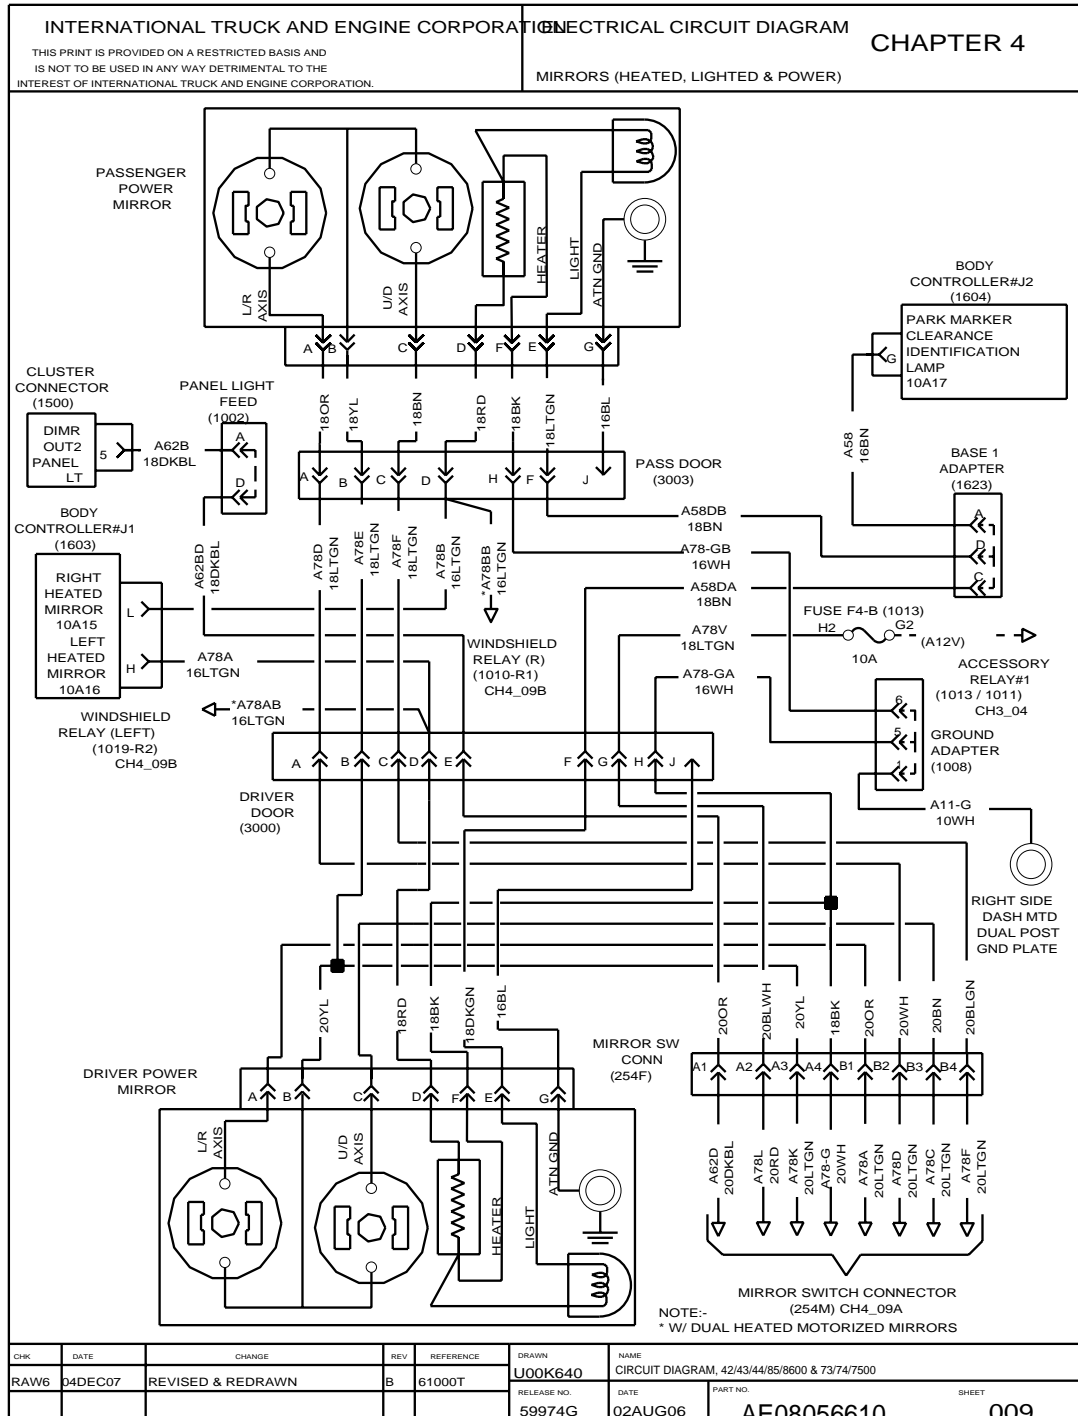 INTERNATIONAL TRUCK AND ENGINE CORPORATION
THIS PRINT IS PROVIDED ON A RESTRICTED BASIS AND
IS NOT TO BE USED IN ANY WAY DETRIMENTAL TO THE
INTEREST OF INTERNATIONAL TRUCK AND ENGINE CORPORATION.
ELECTRICAL CIRCUIT DIAGRAM
CHAPTER 4
MIRRORS (HEATED, LIGHTED & POWER)
PASSENGER
POWER
MIRROR
L/R
AXIS
U/D
AXIS
HEATER
LIGHT
ATN GND
A B C D F E G
18OR
18YL
18BN
18RD
18BK
18LTGN
16BL
BODY
CONTROLLER#J2
(1604)
PARK MARKER
CLEARANCE
IDENTIFICATION
LAMP
10A17
G
A58
16BN
CLUSTER
CONNECTOR
(1500)
DIMR
OUT2
PANEL
LT
5
A62B
18DKBL
PANEL LIGHT
FEED
(1002)
A
D
A B C D H F J
PASS DOOR
(3003)
BASE 1
ADAPTER
(1623)
A
D
C
BODY
CONTROLLER#J1
(1603)
RIGHT
HEATED
MIRROR
10A15
LEFT
HEATED
MIRROR
10A16
L
H
A62BD
18DKBL
A78D
18LTGN
A78E
18LTGN
A78F
18LTGN
A78B
16LTGN
*A78BB
16LTGN
A58DB
18BN
A78-GB
16WH
A58DA
18BN
A78V
18LTGN
A78-GA
16WH
WINDSHIELD
RELAY (R)
(1010-R1)
CH4_09B
FUSE F4-B (1013)
H2
G2
10A
(A12V)
ACCESSORY
RELAY#1
(1013 / 1011)
CH3_04
A78A
16LTGN
*A78AB
16LTGN
WINDSHIELD
RELAY (LEFT)
(1019-R2)
CH4_09B
6
5
1
GROUND
ADAPTER
(1008)
A B C D E F G H J
DRIVER
DOOR
(3000)
A11-G
10WH
RIGHT SIDE
DASH MTD
DUAL POST
GND PLATE
20YL
18RD
18BK
18DKGN
16BL
20OR
20BLWH
20YL
18BK
20OR
20WH
20BN
20BLGN
MIRROR SW
CONN
(254F)
A1 A2 A3 A4 B1 B2 B3 B4
DRIVER POWER
MIRROR
A B C D F E G
L/R
AXIS
U/D
AXIS
HEATER
LIGHT
ATN GND
A62D
20DKBL
A78L
20RD
A78K
20LTGN
A78-G
20WH
A78A
20LTGN
A78D
20LTGN
A78C
20LTGN
A78F
20LTGN
MIRROR SWITCH CONNECTOR
(254M) CH4_09A
NOTE:-
* W/ DUAL HEATED MOTORIZED MIRRORS
CHK DATE CHANGE REV REFERENCE
RAW6 04DEC07 REVISED & REDRAWN B 61000T
DRAWN
U00K640
NAME
CIRCUIT DIAGRAM, 42/43/44/85/8600 & 73/74/7500
RELEASE NO.
59974G
DATE
02AUG06
PART NO.
AE08056610
SHEET
009